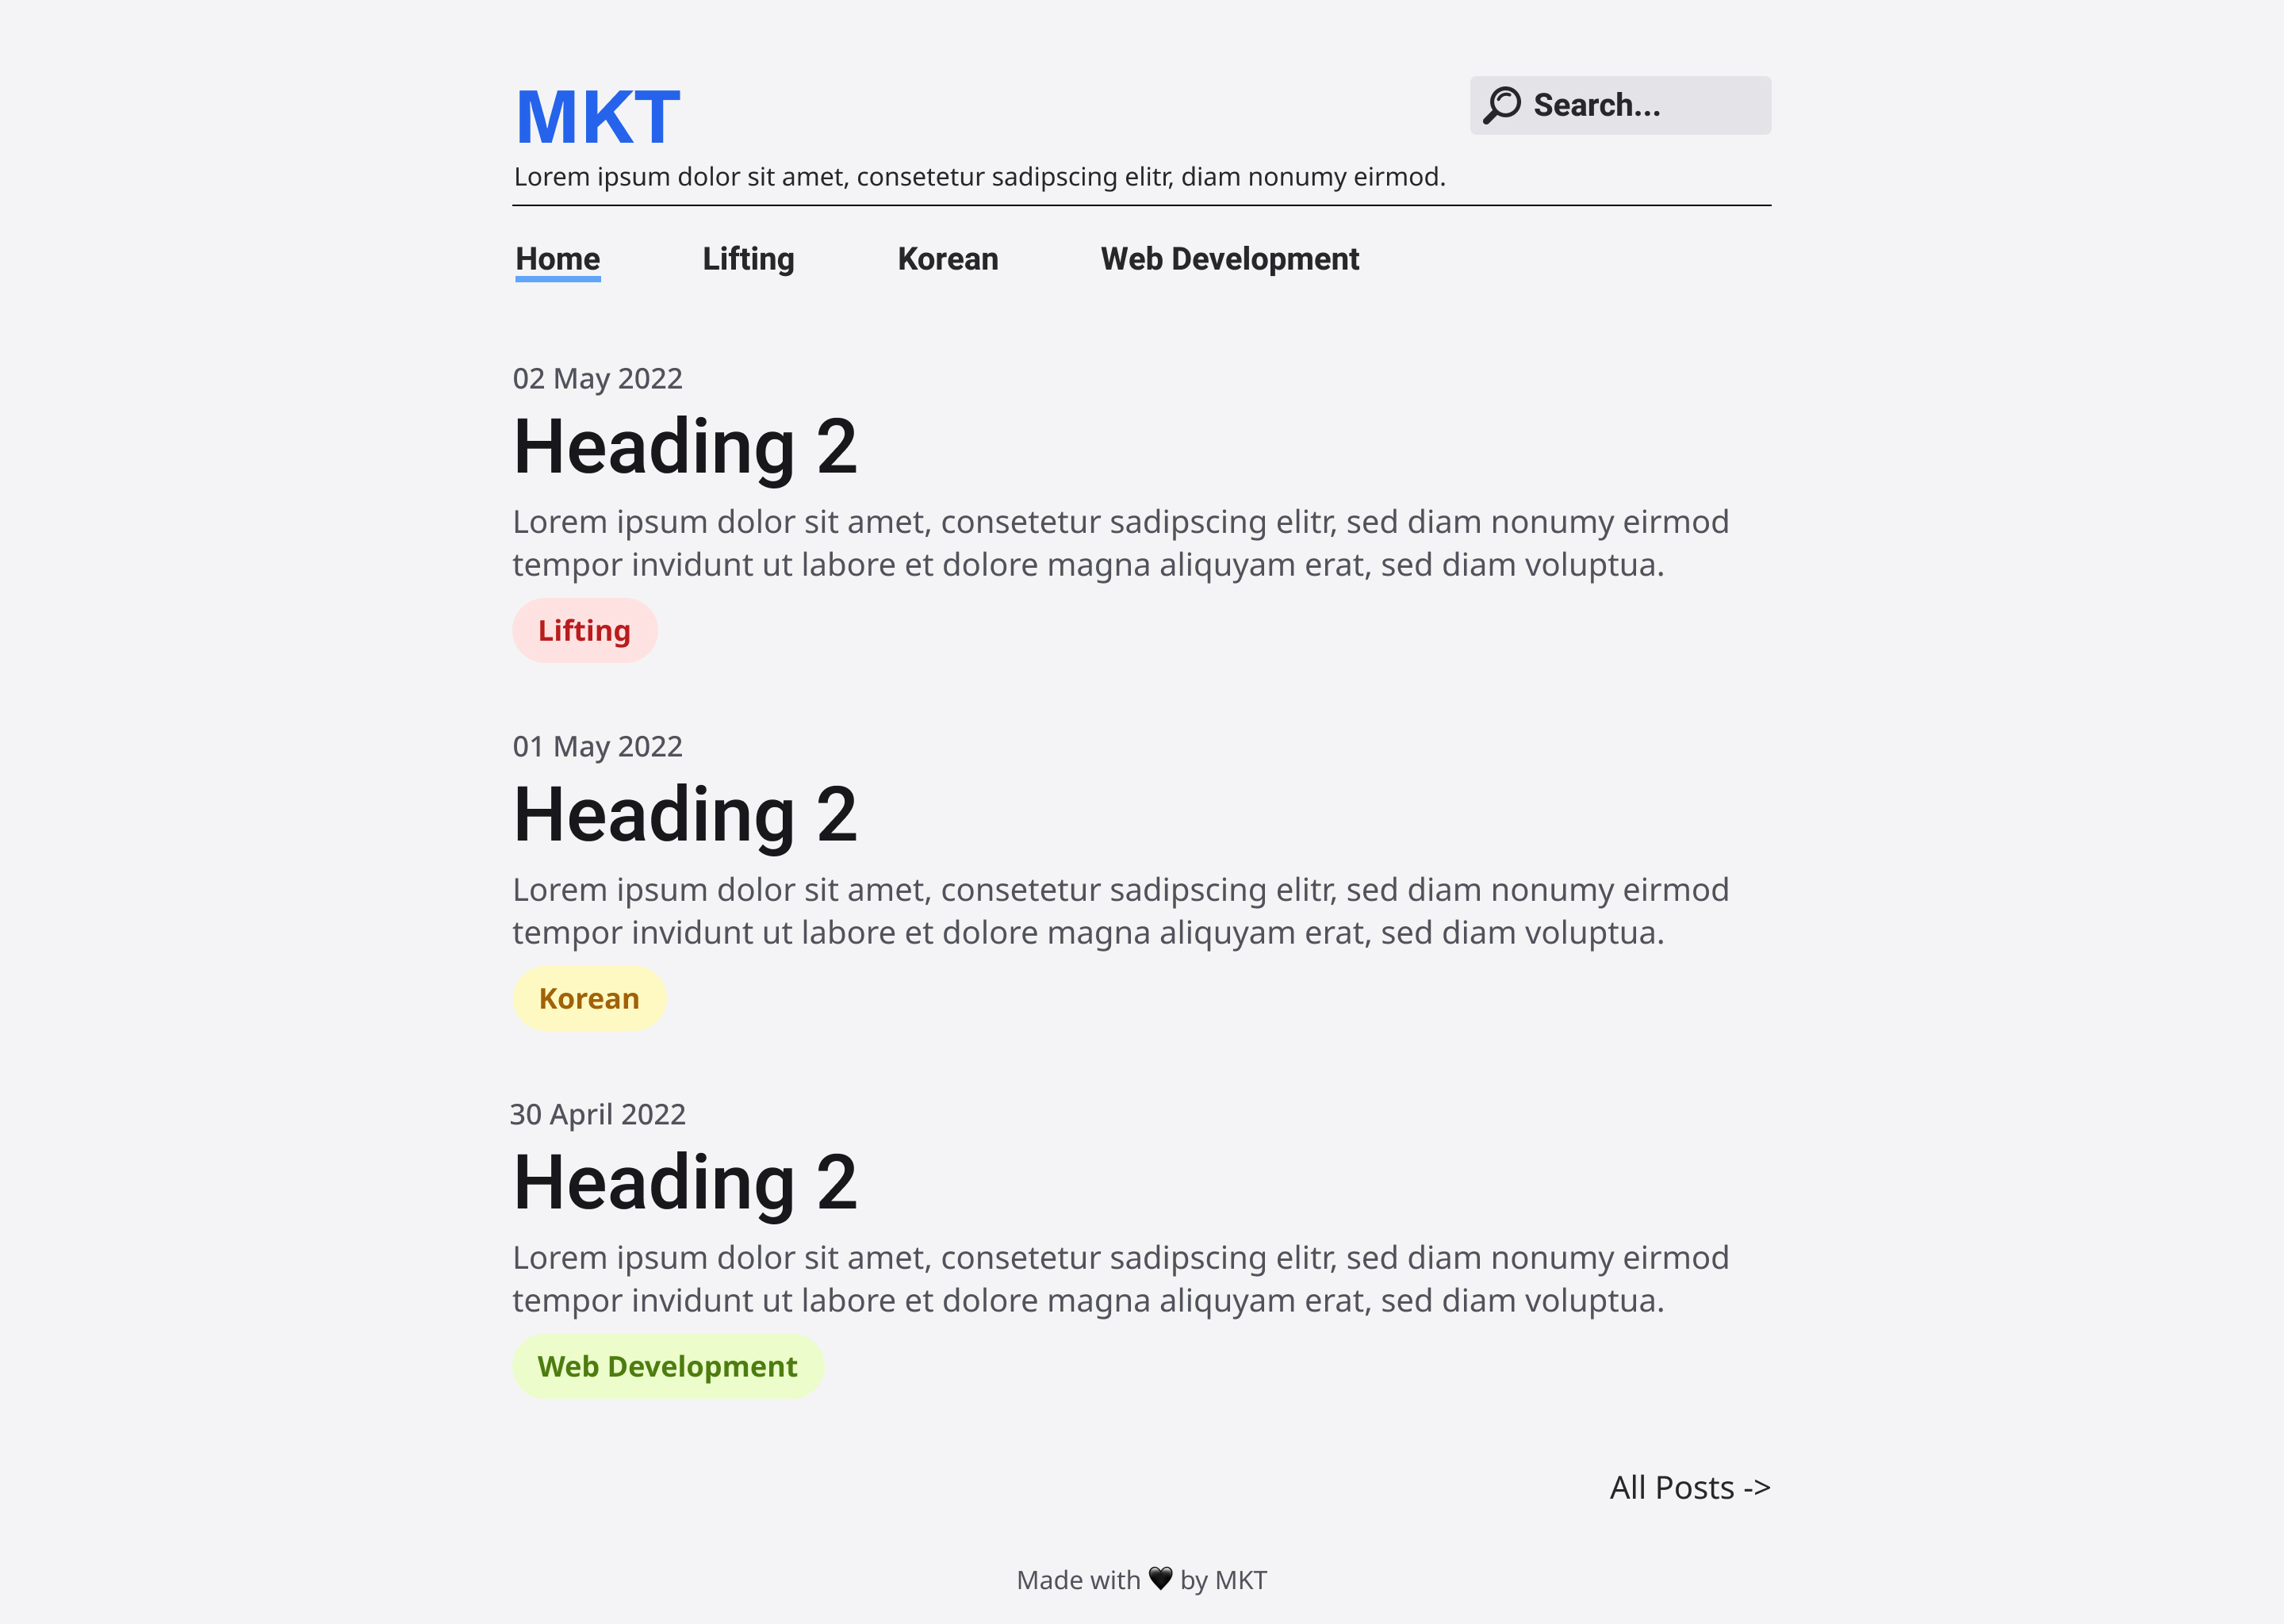 MKT
Search...
Lorem ipsum dolor sit amet, consetetur sadipscing elitr, diam nonumy eirmod.
Home Lifting Korean Web Development
02 May 2022
Heading 2
Lorem ipsum dolor sit amet, consetetur sadipscing elitr, sed diam nonumy eirmod
tempor invidunt ut labore et dolore magna aliquyam erat, sed diam voluptua.
Lifting
01 May 2022
Heading 2
Lorem ipsum dolor sit amet, consetetur sadipscing elitr, sed diam nonumy eirmod
tempor invidunt ut labore et dolore magna aliquyam erat, sed diam voluptua.
Korean
30 April 2022
Heading 2
Lorem ipsum dolor sit amet, consetetur sadipscing elitr, sed diam nonumy eirmod
tempor invidunt ut labore et dolore magna aliquyam erat, sed diam voluptua.
Web Development
All Posts ->
Made with 🖤 by MKT